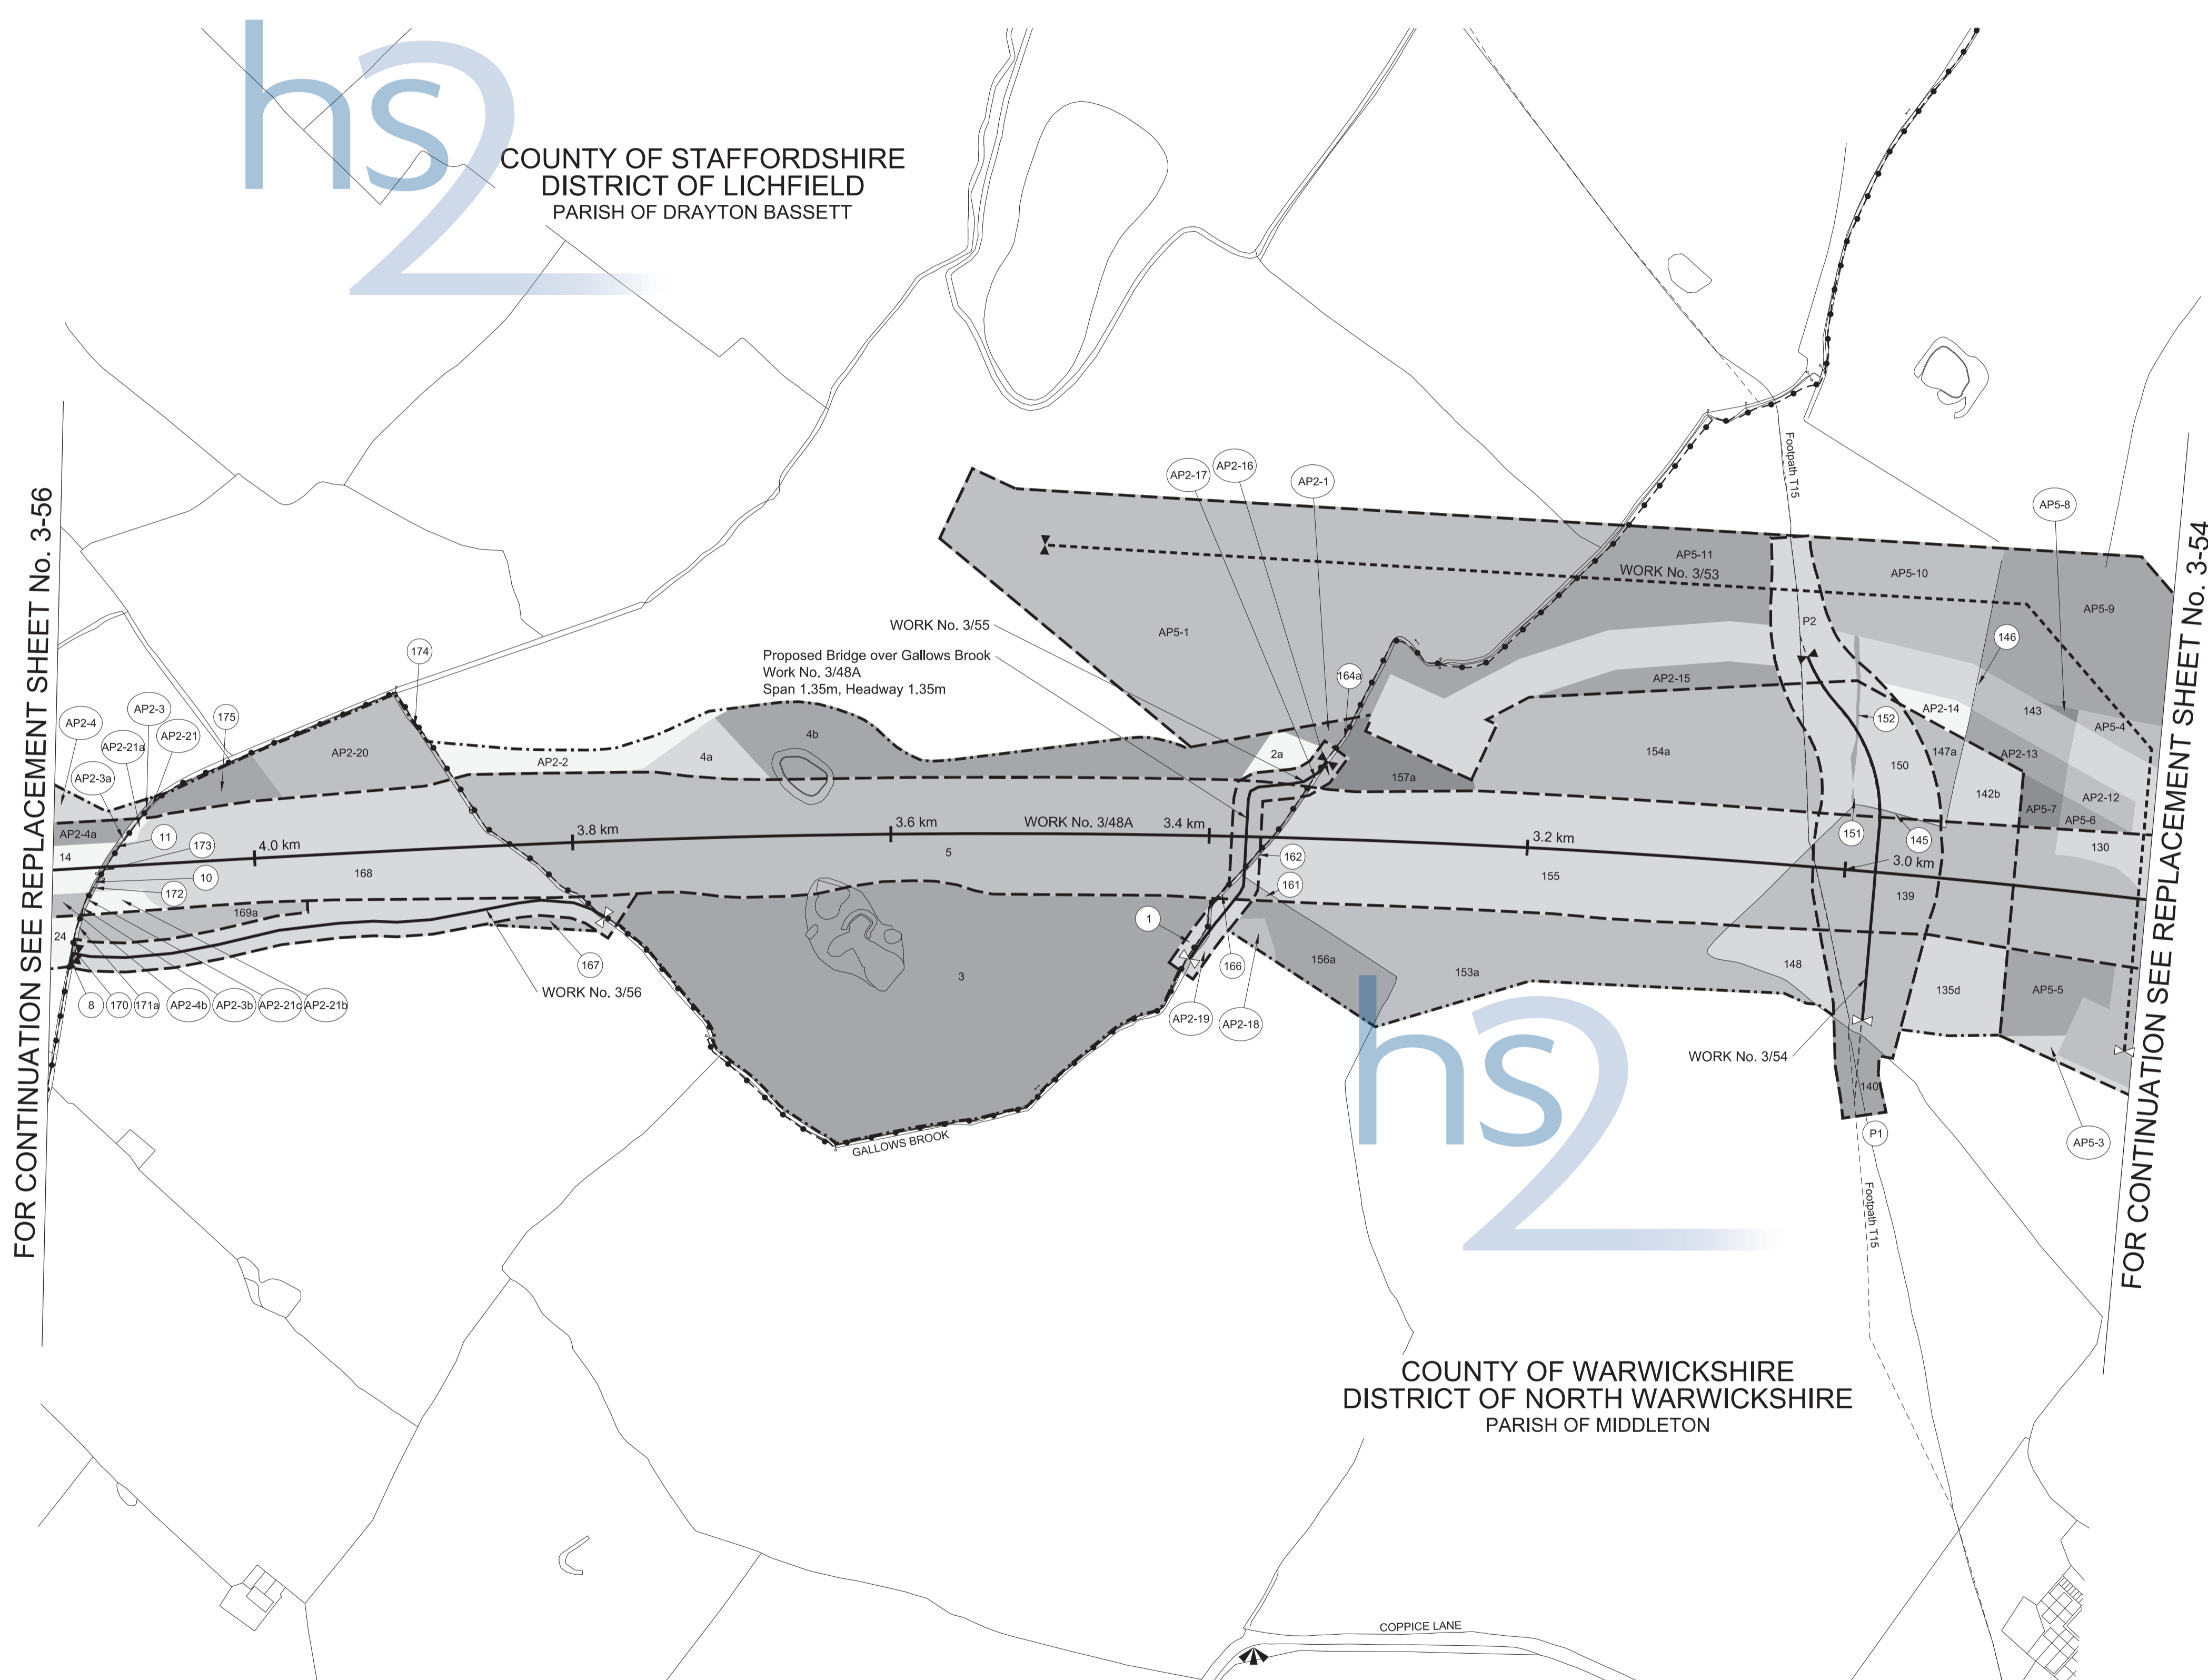 hs2
COUNTY OF STAFFORDSHIRE
DISTRICT OF LICHFIELD
PARISH OF DRAYTON BASSETT
FOR CONTINUATION SEE REPLACEMENT SHEET No. 3-56
FOR CONTINUATION SEE REPLACEMENT SHEET No. 3-54
Footpath T15
AP2-17
AP2-16
AP2-1
AP5-8
AP5-11
WORK No. 3/53
AP5-10
AP5-9
AP5-1
P2
146
WORK No. 3/55
Proposed Bridge over Gallows Brook
Work No. 3/48A
Span 1.35m, Headway 1.35m
174
164a
AP2-15
AP2-4
AP2-3
AP2-21a
AP2-21
175
AP2-3a
AP2-20
AP2-2
4a
4b
2a
157a
154a
152
AP2-14
143
AP5-4
147a
AP2-13
150
142b
AP2-12
AP5-7
AP5-6
AP2-4a
11
173
14
10
172
4.0 km
168
3.8 km
3.6 km
WORK No. 3/48A
3.4 km
5
3.2 km
151
145
3.0 km
130
162
161
155
139
169a
24
1
3
167
WORK No. 3/56
166
156a
153a
148
135d
AP5-5
8
170
171a
AP2-4b
AP2-3b
AP2-21c
AP2-21b
AP2-19
AP2-18
hs2
WORK No. 3/54
140
P1
AP5-3
GALLOWS BROOK
Footpath T15
COUNTY OF WARWICKSHIRE
DISTRICT OF NORTH WARWICKSHIRE
PARISH OF MIDDLETON
COPPICE LANE